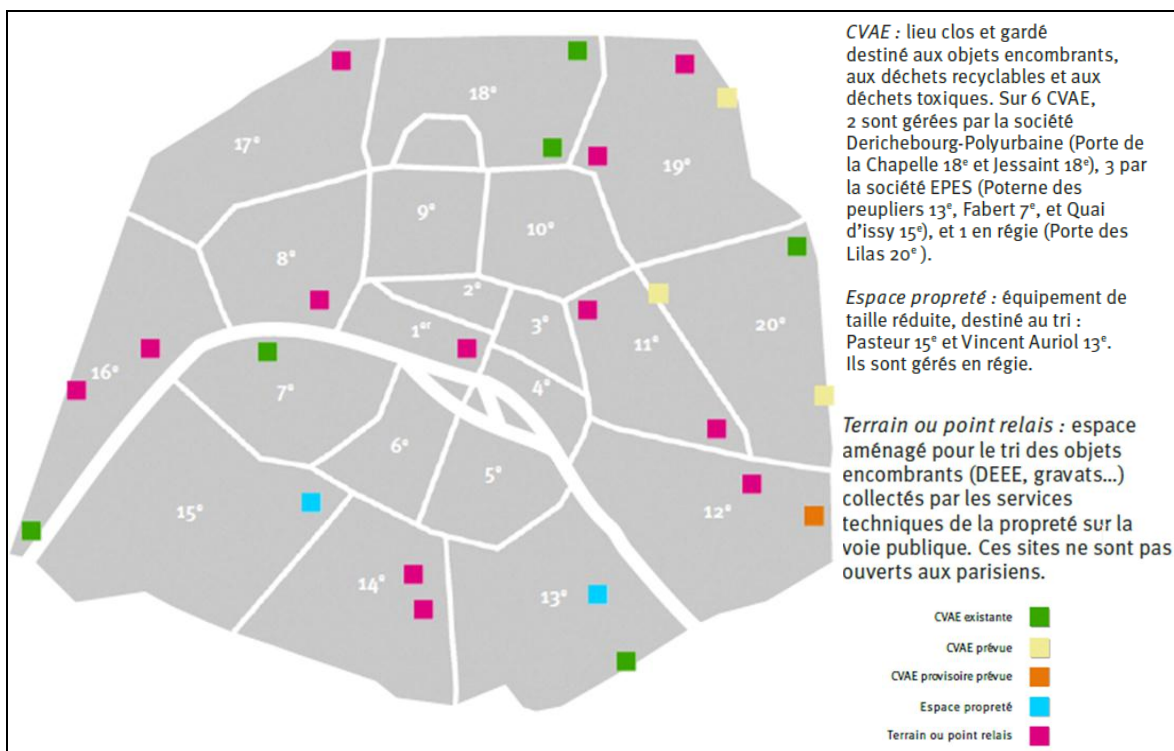 CVAE : lieu clos et gardé
destiné aux objets encombrants,
aux déchets recyclables et aux
déchets toxiques. Sur 6 CVAE,
2 sont gérées par la société
Derichebourg-Polyurbaine (Porte de
la Chapelle 18e et Jessaint 18e), 3 par
la société EPES (Poterne des
peupliers 13e, Fabert 7e, et Quai
d'issy 15e), et 1 en régie (Porte des
Lilas 20e ).
Espace propreté : équipement de
taille réduite, destiné au tri :
Pasteur 15e et Vincent Auriol 13e.
Ils sont gérés en régie.
Terrain ou point relais : espace
aménagé pour le tri des objets
encombrants (DEEE, gravats...)
collectés par les services
techniques de la propreté sur la
voie publique. Ces sites ne sont pas
ouverts aux parisiens.
CVAE existante
CVAE prévue
CVAE provisoire prévue
Espace propreté
Terrain ou point relais
18e
17e
19e
9e
10e
8e
2e
1er
3e
20e
11e
16e
4e
7e
6e
5e
15e
12e
14e
13e